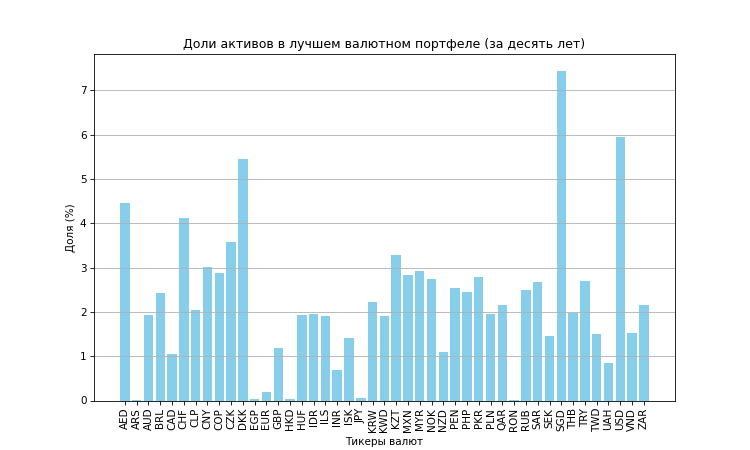 Доли активов в лучшем валютном портфеле (за десять лет)
Доля (%)
7
6
5
4
3
2
1
0
AED ARS AUD BRL CAD CHF CLP CNY COP CZK DKK EGP EUR GBP HKD HUF IDR ILS INR ISK JPY KRW KWD KZT MXN MYR NOK NZD PEN PHP PKR PLN QAR RON RUB SAR SEK SGD THB TRY TWD UAH USD VND ZAR
Тикеры валют